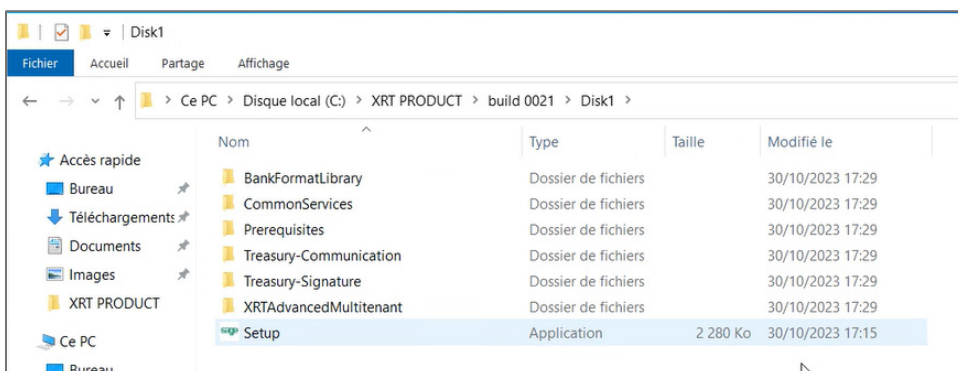 Disk1
Fichier Accueil Partage Affichage
Ce PC > Disque local (C:) > XRT PRODUCT > build 0021 > Disk1 >
Nom Type Taille Modifié le
Accès rapide
BankFormatLibrary Dossier de fichiers 30/10/2023 17:29
Bureau
CommonServices Dossier de fichiers 30/10/2023 17:29
Téléchargements
Prerequisites Dossier de fichiers 30/10/2023 17:29
Documents
Treasury-Communication Dossier de fichiers 30/10/2023 17:29
Images
Treasury-Signature Dossier de fichiers 30/10/2023 17:29
XRT PRODUCT
XRTAdvancedMultitenant Dossier de fichiers 30/10/2023 17:29
sage Setup Application 2 280 Ko 30/10/2023 17:15
Ce PC
Bureau